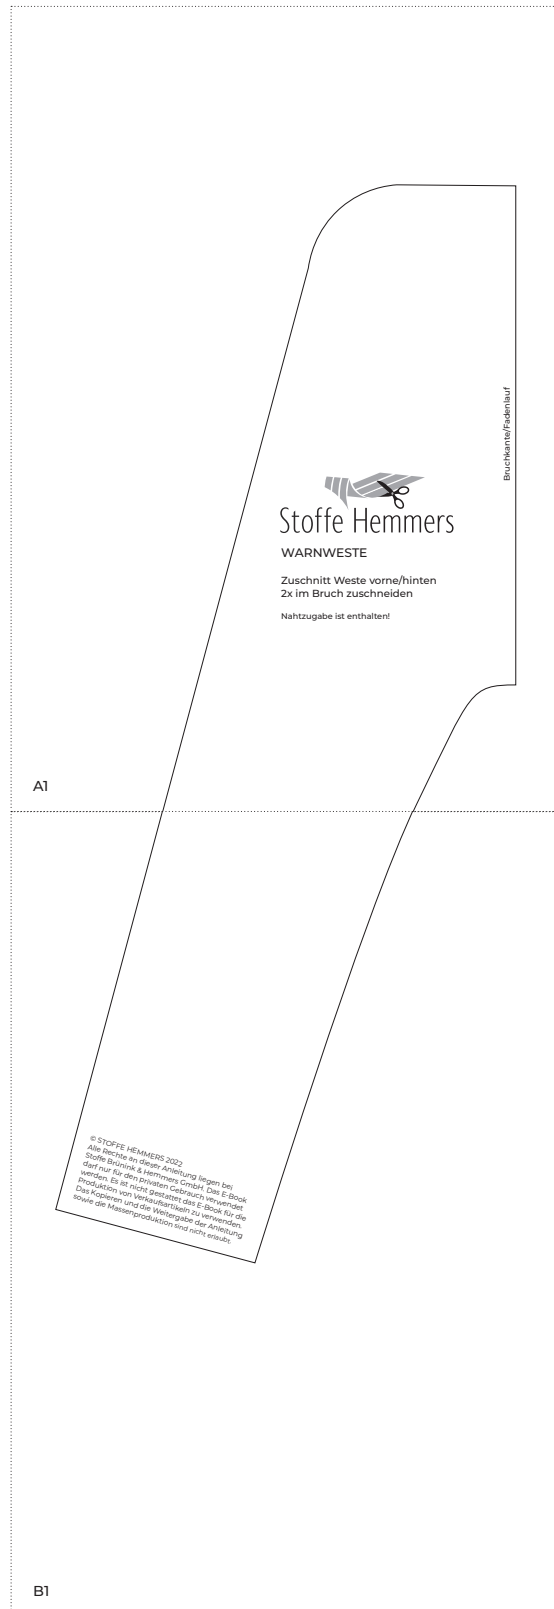 Bruchkante/Fadenlauf
Stoffe Hemmers
WARNWESTE
Zuschnitt Weste vorne/hinten
2x im Bruch zuschneiden
Nahtzugabe ist enthalten!
A1
© STOFFE HEMMERS 2022
Alle Rechte an dieser Anleitung liegen bei
Stoffe Brünink & Hemmers GmbH. Das E-Book
darf nur für den privaten Gebrauch verwendet
werden. Es ist nicht gestattet das E-Book für die
Produktion von Verkaufsartikeln zu verwenden.
Das Kopieren und die Weitergabe der Anleitung
sowie die Massenproduktion sind nicht erlaubt.
B1